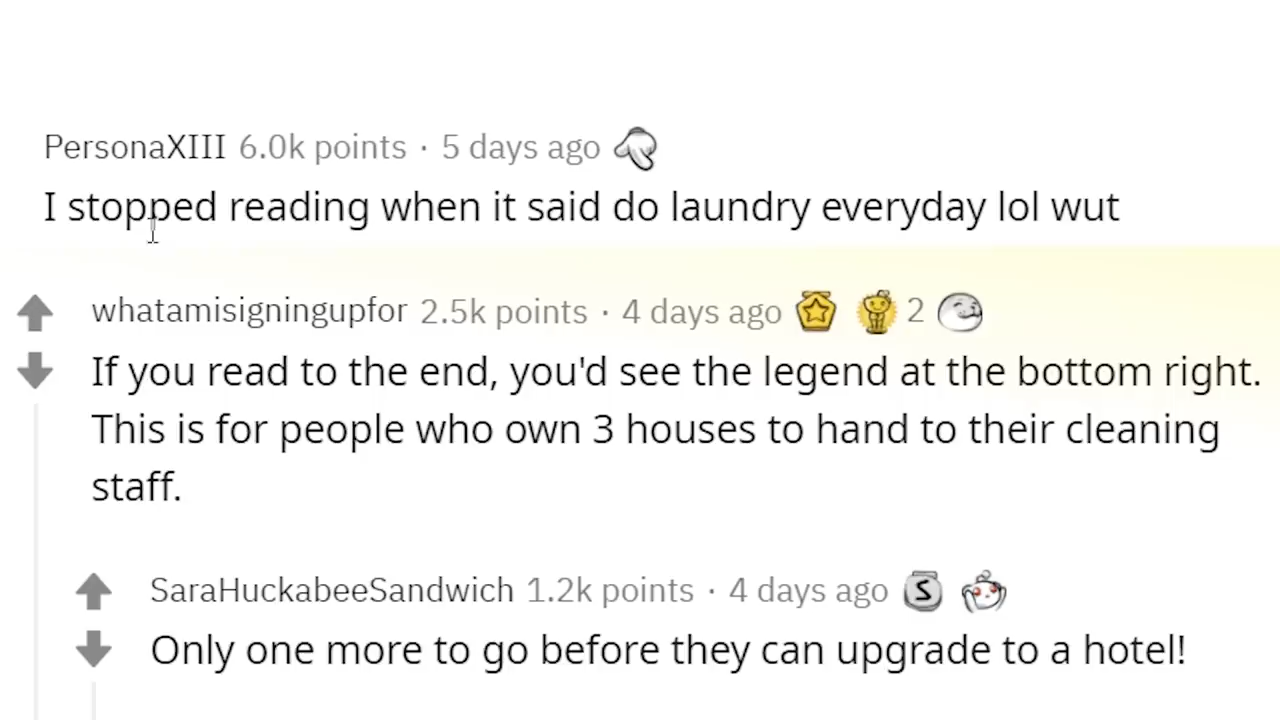 PersonaXIII 6.0k points · 5 days ago
I stopped reading when it said do laundry everyday lol wut
whatamisigningupfor 2.5k points · 4 days ago 2
If you read to the end, you'd see the legend at the bottom right.
This is for people who own 3 houses to hand to their cleaning
staff.
SaraHuckabeeSandwich 1.2k points · 4 days ago S
Only one more to go before they can upgrade to a hotel!